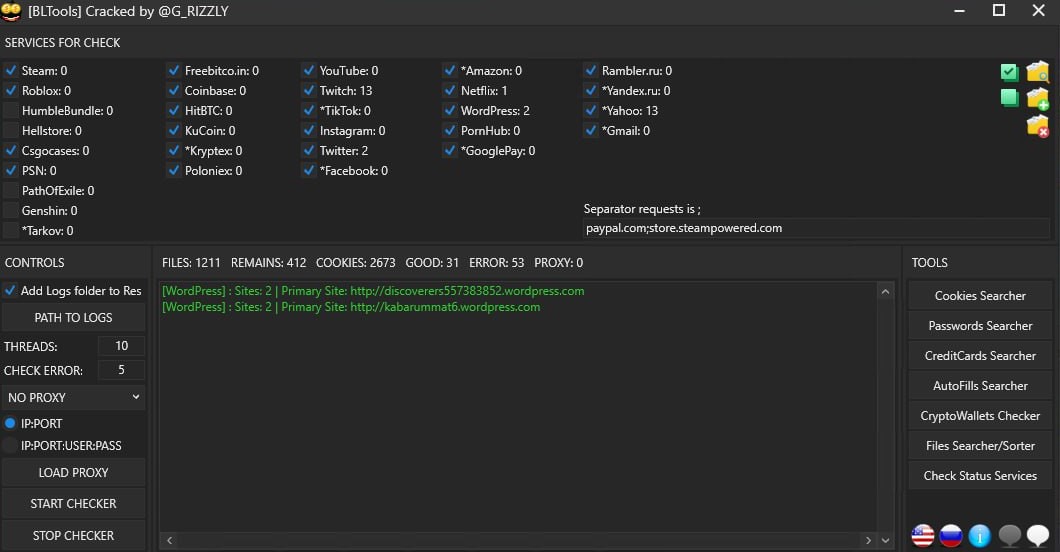 [BLTools] Cracked by @G_RIZZLY
SERVICES FOR CHECK
Steam: 0
Roblox: 0
HumbleBundle: 0
Hellstore: 0
Csgocases: 0
PSN: 0
PathOfExile: 0
Genshin: 0
*Tarkov: 0
Freebitco.in: 0
Coinbase: 0
HitBTC: 0
KuCoin: 0
*Kryptex: 0
Poloniex: 0
YouTube: 0
Twitch: 13
*TikTok: 0
Instagram: 0
Twitter: 2
*Facebook: 0
*Amazon: 0
Netflix: 1
WordPress: 2
PornHub: 0
*GooglePay: 0
Rambler.ru: 0
*Yandex.ru: 0
*Yahoo: 13
*Gmail: 0
Separator requests is ;
paypal.com;store.steampowered.com
CONTROLS
Add Logs folder to Res
PATH TO LOGS
THREADS: 10
CHECK ERROR: 5
NO PROXY
IP:PORT
IP:PORT:USER:PASS
LOAD PROXY
START CHECKER
STOP CHECKER
FILES: 1211 REMAINS: 412 COOKIES: 2673 GOOD: 31 ERROR: 53 PROXY: 0
[WordPress] : Sites: 2 | Primary Site: http://discoverers557383852.wordpress.com
[WordPress] : Sites: 2 | Primary Site: http://kabarummat6.wordpress.com
TOOLS
Cookies Searcher
Passwords Searcher
CreditCards Searcher
AutoFills Searcher
CryptoWallets Checker
Files Searcher/Sorter
Check Status Services